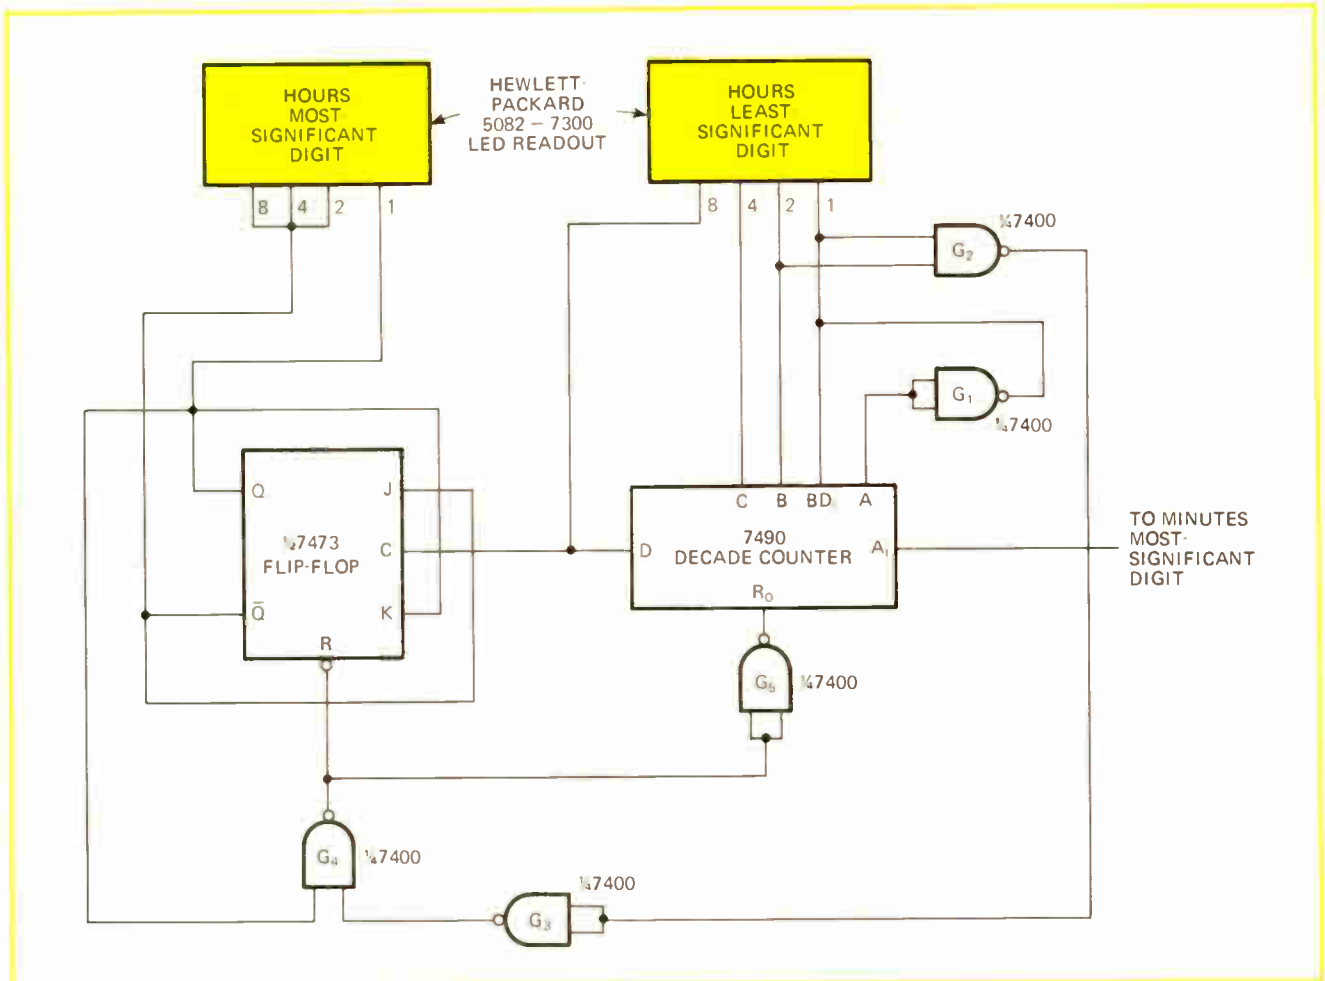 HOURS
MOST
SIGNIFICANT
DIGIT
HEWLETT-
PACKARD
5082 – 7300
LED READOUT
HOURS
LEAST
SIGNIFICANT
DIGIT
8 4 2 1
8 4 2 1
G₂
¼7400
G₁
¼7400
Q
J
½7473
FLIP-FLOP
C
Q̅
K
R
C B BD A
7490
DECADE COUNTER
D
A₁
R₀
TO MINUTES
MOST-
SIGNIFICANT
DIGIT
G₅
¼7400
G₄
¼7400
G₃
¼7400